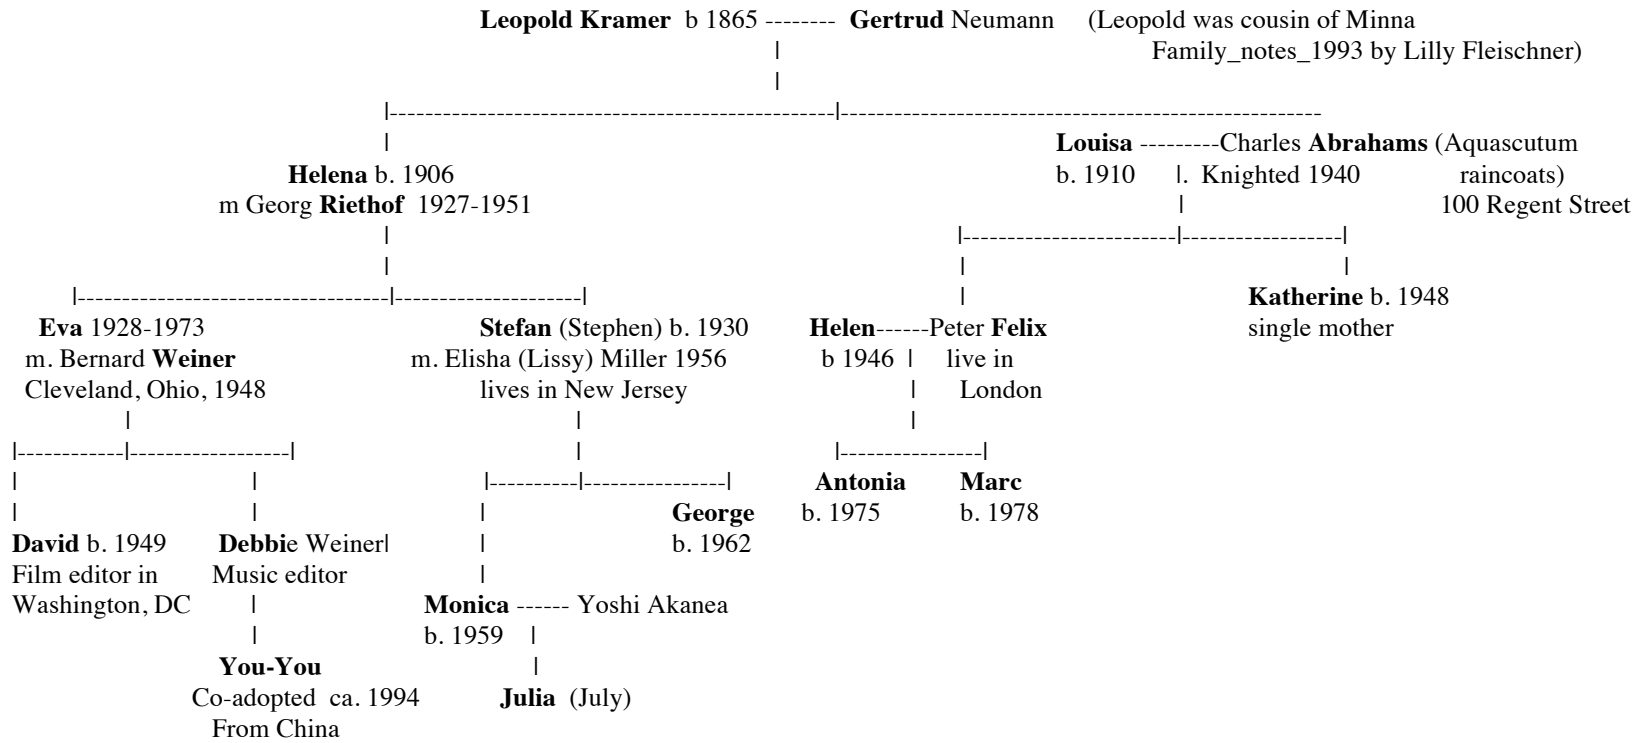 Leopold Kramer b 1865 -------- Gertrud Neumann (Leopold was cousin of Minna
Family_notes_1993 by Lilly Fleischner)
Louisa ---------Charles Abrahams (Aquascutum
Helena b. 1906 b. 1910 |. Knighted 1940 raincoats)
m Georg Riethof 1927-1951 100 Regent Street
Katherine b. 1948
Eva 1928-1973 Stefan (Stephen) b. 1930 Helen------Peter Felix single mother
m. Bernard Weiner m. Elisha (Lissy) Miller 1956 b 1946 | live in
Cleveland, Ohio, 1948 lives in New Jersey London
Antonia Marc
George b. 1975 b. 1978
David b. 1949 Debbie Weiner| b. 1962
Film editor in Music editor
Washington, DC Monica ------ Yoshi Akanea
b. 1959
You-You
Co-adopted ca. 1994 Julia (July)
From China